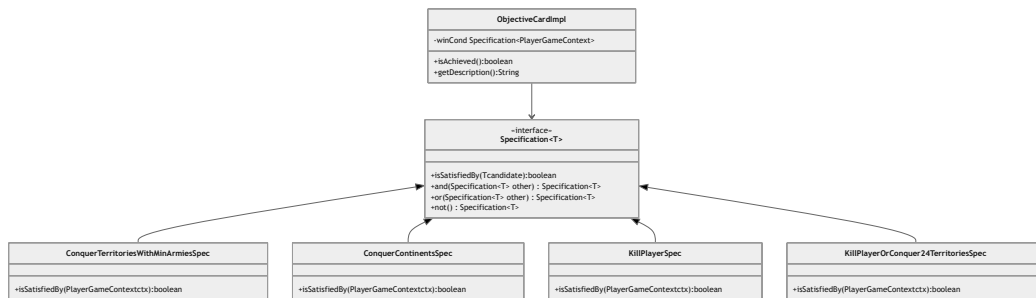 ObjectiveCardImpl
-winCond Specification<PlayerGameContext>
+isAchieved():boolean
+getDescription():String
«interface»
Specification<T>
+isSatisfiedBy(Tcandidate):boolean
+and(Specification<T> other) : Specification<T>
+or(Specification<T> other) : Specification<T>
+not() : Specification<T>
ConquerTerritoriesWithMinArmiesSpec
+isSatisfiedBy(PlayerGameContextctx):boolean
ConquerContinentsSpec
+isSatisfiedBy(PlayerGameContextctx):boolean
KillPlayerSpec
+isSatisfiedBy(PlayerGameContextctx):boolean
KillPlayerOrConquer24TerritoriesSpec
+isSatisfiedBy(PlayerGameContextctx):boolean